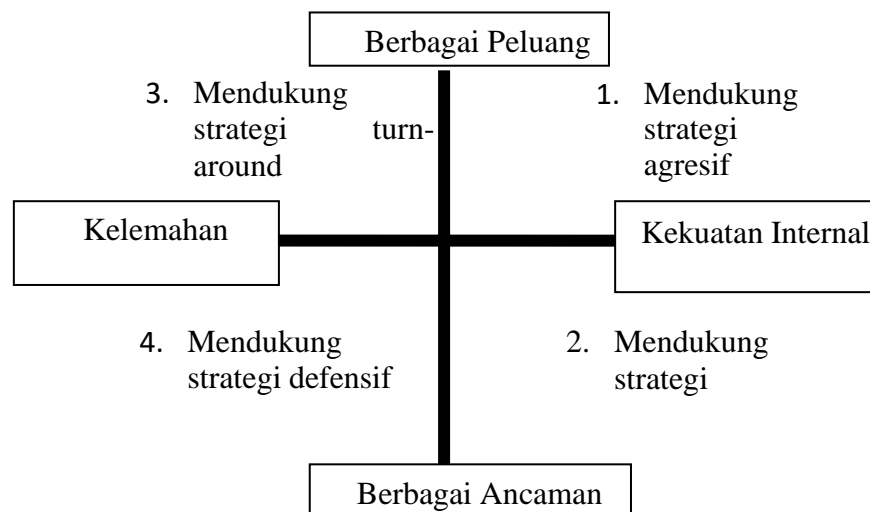 Berbagai Peluang
3. Mendukung
strategi turn-
around
1. Mendukung
strategi
agresif
Kelemahan
Kekuatan Internal
4. Mendukung
strategi defensif
2. Mendukung
strategi
Berbagai Ancaman